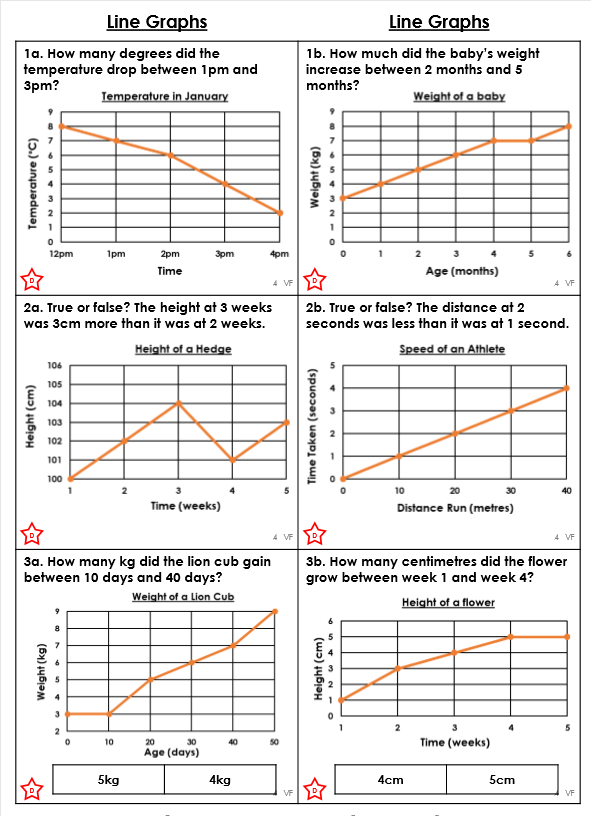 Line Graphs
Line Graphs
1a. How many degrees did the
temperature drop between 1pm and
3pm?
Temperature in January
Temperature (°C)
9
8
7
6
5
4
3
2
1
0
12pm 1pm 2pm 3pm 4pm
Time
D
4 VF
1b. How much did the baby's weight
increase between 2 months and 5
months?
Weight of a baby
Weight (kg)
9
8
7
6
5
4
3
2
1
0
0 1 2 3 4 5 6
Age (months)
D
4 VF
2a. True or false? The height at 3 weeks
was 3cm more than it was at 2 weeks.
Height of a Hedge
Height (cm)
106
105
104
103
102
101
100
1 2 3 4 5
Time (weeks)
D
4 VF
2b. True or false? The distance at 2
seconds was less than it was at 1 second.
Speed of an Athlete
Time Taken (seconds)
5
4
3
2
1
0
0 10 20 30 40
Distance Run (metres)
D
4 VF
3a. How many kg did the lion cub gain
between 10 days and 40 days?
Weight of a Lion Cub
Weight (kg)
9
8
7
6
5
4
3
2
0 10 20 30 40 50
Age (days)
5kg 4kg
D
4 VF
3b. How many centimetres did the flower
grow between week 1 and week 4?
Height of a flower
Height (cm)
6
5
4
3
2
1
0
1 2 3 4 5
Time (weeks)
4cm 5cm
D
4 VF